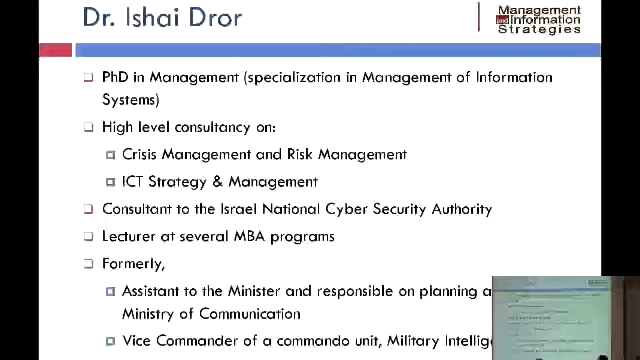 Dr. Ishai Dror
Management
and Information
Strategies
PhD in Management (specialization in Management of Information
Systems)
High level consultancy on:
Crisis Management and Risk Management
ICT Strategy & Management
Consultant to the Israel National Cyber Security Authority
Lecturer at several MBA programs
Formerly,
Assistant to the Minister and responsible on planning
Ministry of Communication
Vice Commander of a commando unit, Military